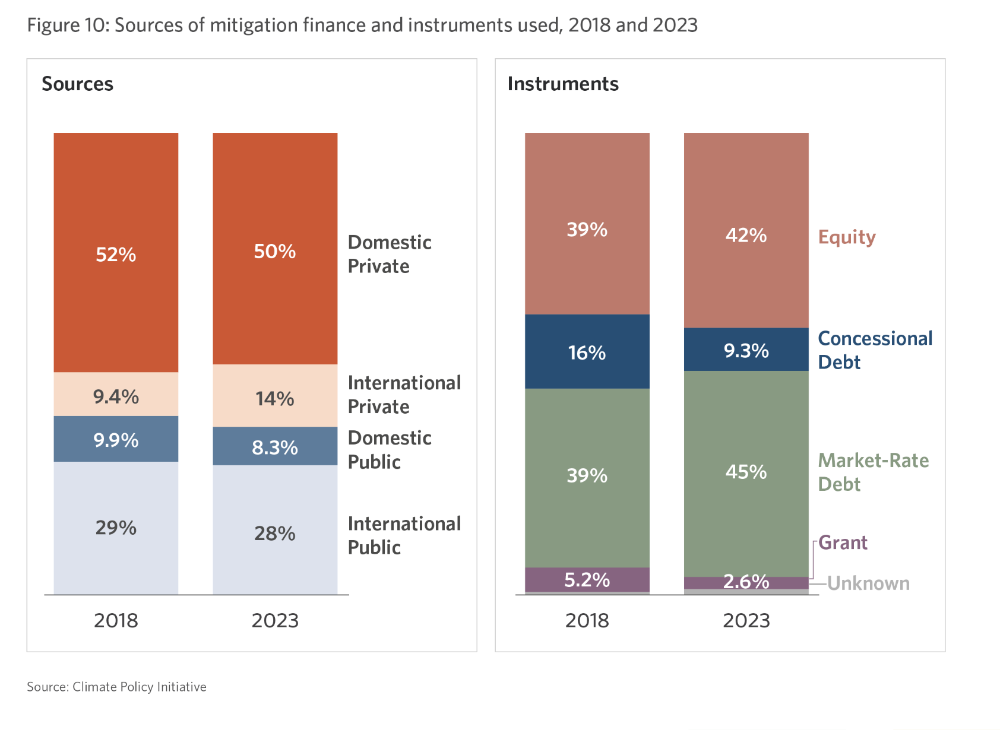 Figure 10: Sources of mitigation finance and instruments used, 2018 and 2023
Sources
52%
50%
Domestic
Private
9.4%
14%
International
Private
9.9%
8.3%
Domestic
Public
29%
28%
International
Public
2018
2023
Instruments
39%
42%
Equity
16%
9.3%
Concessional
Debt
39%
45%
Market-Rate
Debt
Grant
5.2%
2.6%
Unknown
2018
2023
Source: Climate Policy Initiative